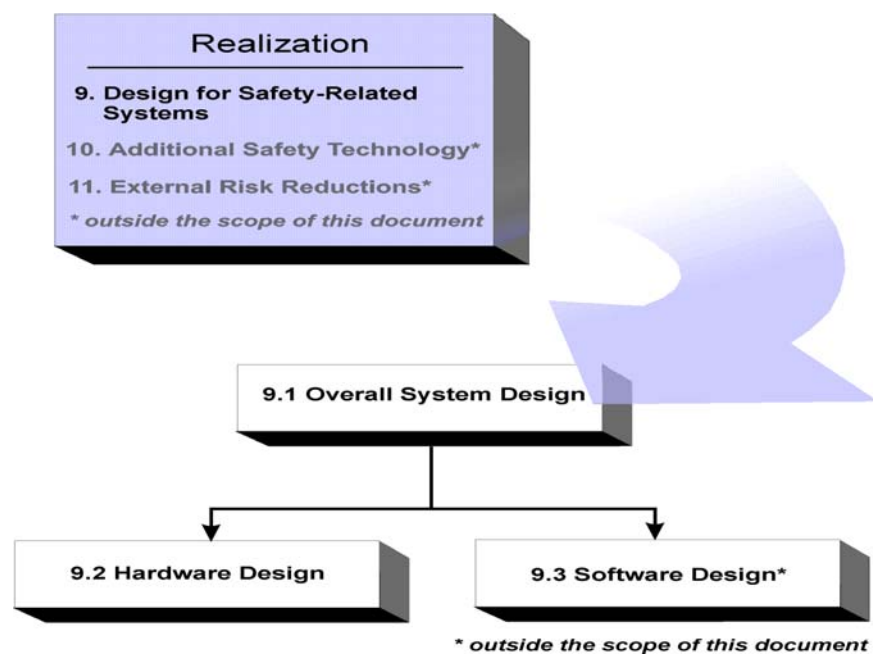 Realization
9. Design for Safety-Related
Systems
10. Additional Safety Technology*
11. External Risk Reductions*
* outside the scope of this document
9.1 Overall System Design
9.2 Hardware Design
9.3 Software Design*
* outside the scope of this document